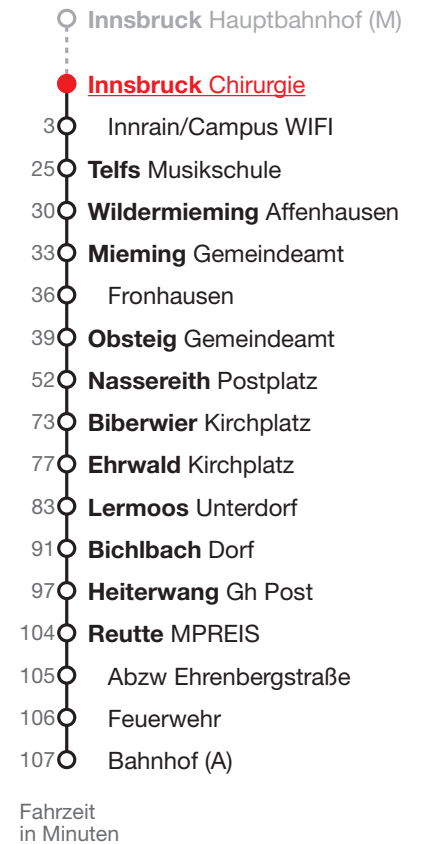 Innsbruck Hauptbahnhof (M)
Innsbruck Chirurgie
3 Innrain/Campus WIFI
25 Telfs Musikschule
30 Wildermieming Affenhausen
33 Mieming Gemeindeamt
36 Fronhausen
39 Obsteig Gemeindeamt
52 Nassereith Postplatz
73 Biberwier Kirchplatz
77 Ehrwald Kirchplatz
83 Lermoos Unterdorf
91 Bichlbach Dorf
97 Heiterwang Gh Post
104 Reutte MPREIS
105 Abzw Ehrenbergstraße
106 Feuerwehr
107 Bahnhof (A)
Fahrzeit
in Minuten